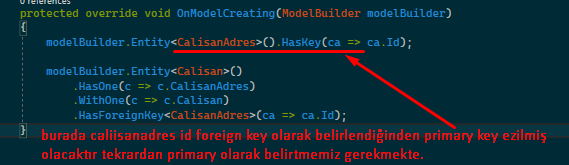 0 references
protected override void OnModelCreating(ModelBuilder modelBuilder)
{
modelBuilder.Entity<CalisanAdres>().HasKey(ca => ca.Id);
modelBuilder.Entity<Calisan>()
.HasOne(c => c.CalisanAdres)
.WithOne(c => c.Calisan)
.HasForeignKey<CalisanAdres>(ca => ca.Id);
}
burada caliisanadres id foreign key olarak belirlendiğinden primary key ezilmiş
olacaktır tekrardan primary olarak belirtmemiz gerekmekte.